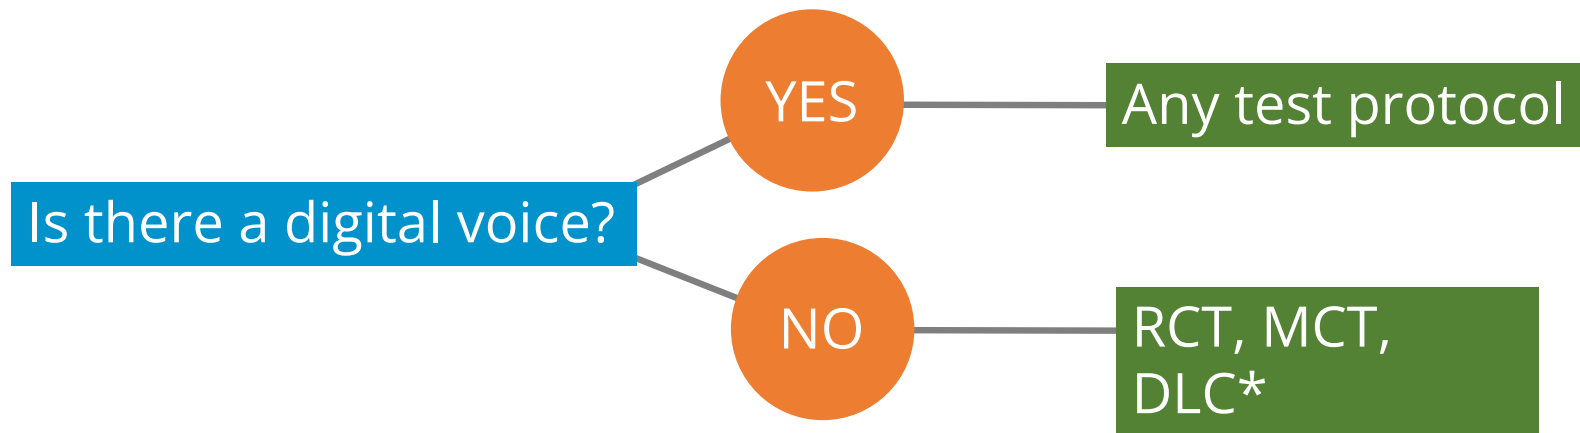 Is there a digital voice?
YES
Any test protocol
NO
RCT, MCT,
DLC*